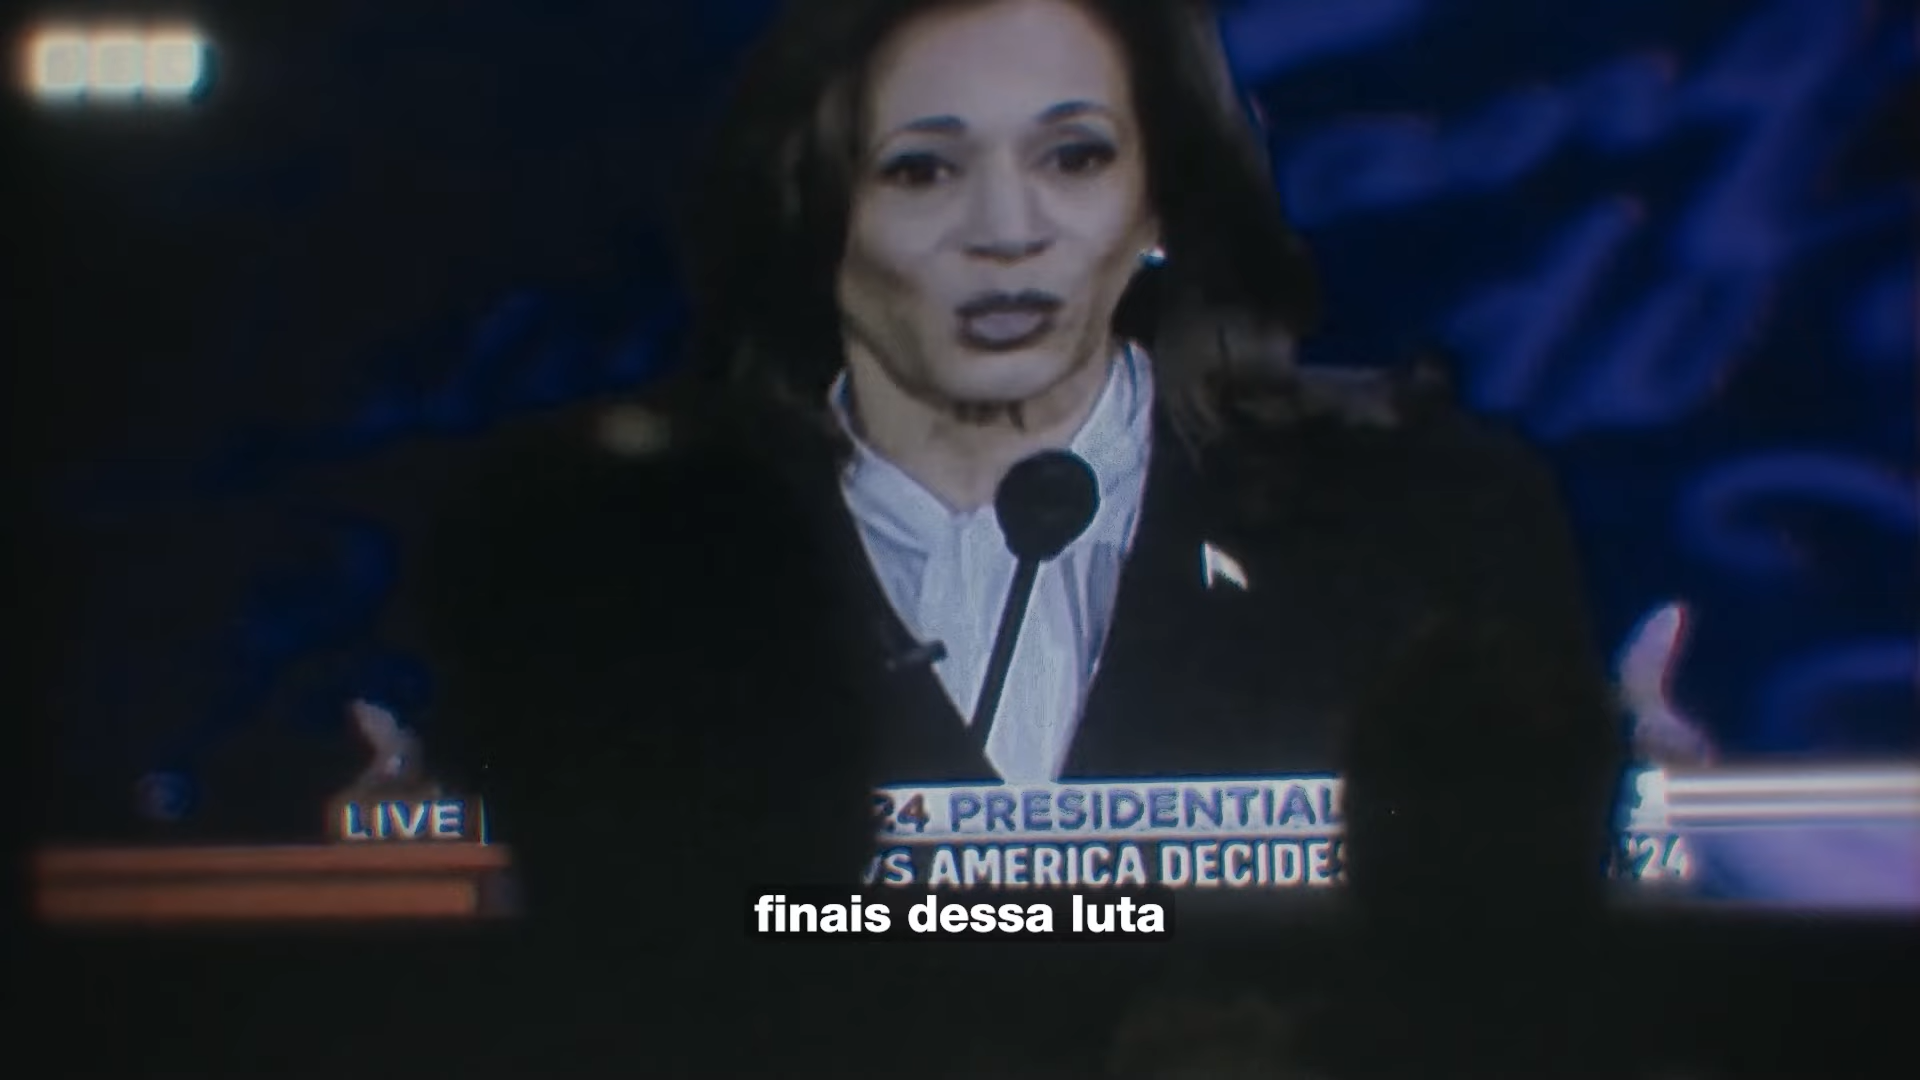 LIVE
24 PRESIDENTIAL
VS AMERICA DECIDES
'24
finais dessa luta